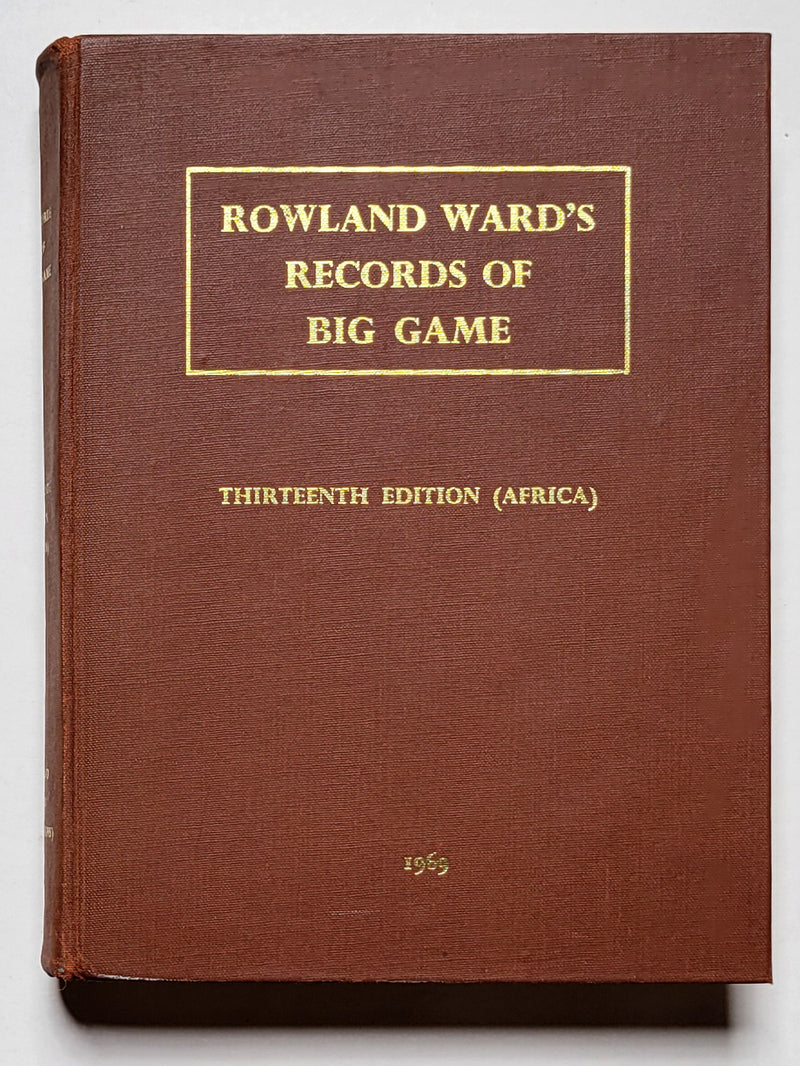 ROWLAND WARD'S
RECORDS OF
BIG GAME
THIRTEENTH EDITION (AFRICA)
1969